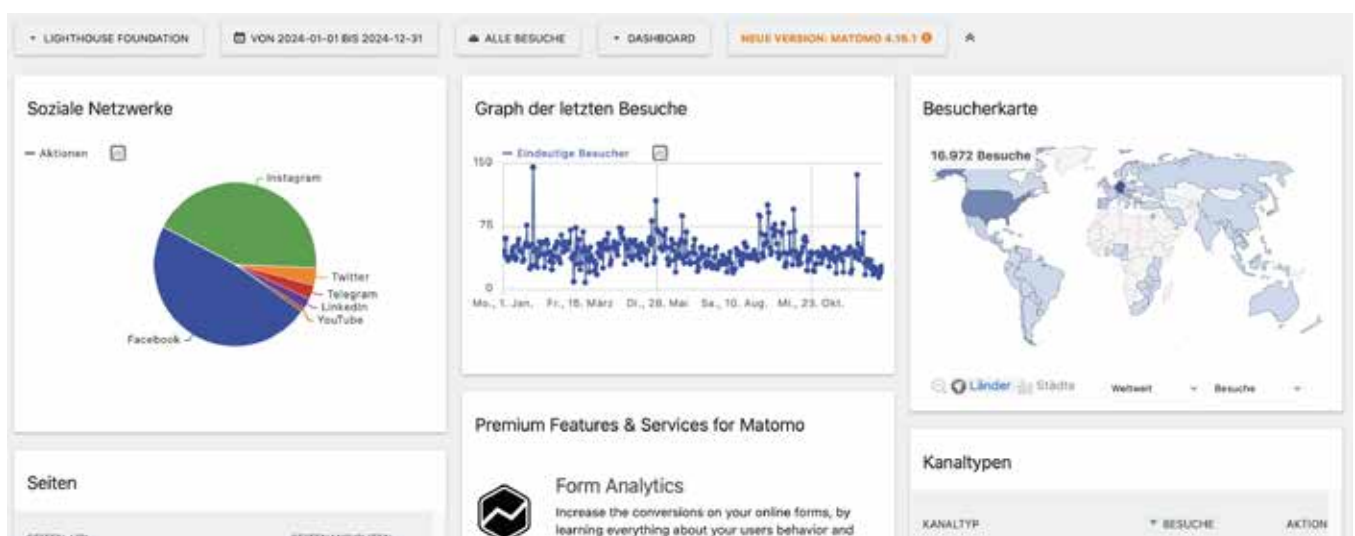 LIGHTHOUSE FOUNDATION
VON 2024-01-01 BIS 2024-12-31
ALLE BESUCHE
DASHBOARD
NEUE VERSION: MATOMO 4.16.1
Soziale Netzwerke
Aktionen
Instagram
Twitter
Telegram
LinkedIn
YouTube
Facebook
Seiten
Graph der letzten Besuche
Eindeutige Besucher
150
75
0
Mo., 1. Jan. Fr., 15. März Di., 28. Mai Sa., 10. Aug. Mi., 23. Okt.
Premium Features & Services for Matomo
Form Analytics
Increase the conversions on your online forms, by
learning everything about your users behavior and
Besucherkarte
16.972 Besuche
Länder Städte Weltweit Besuche
Kanaltypen
KANALTYP BESUCHE AKTION